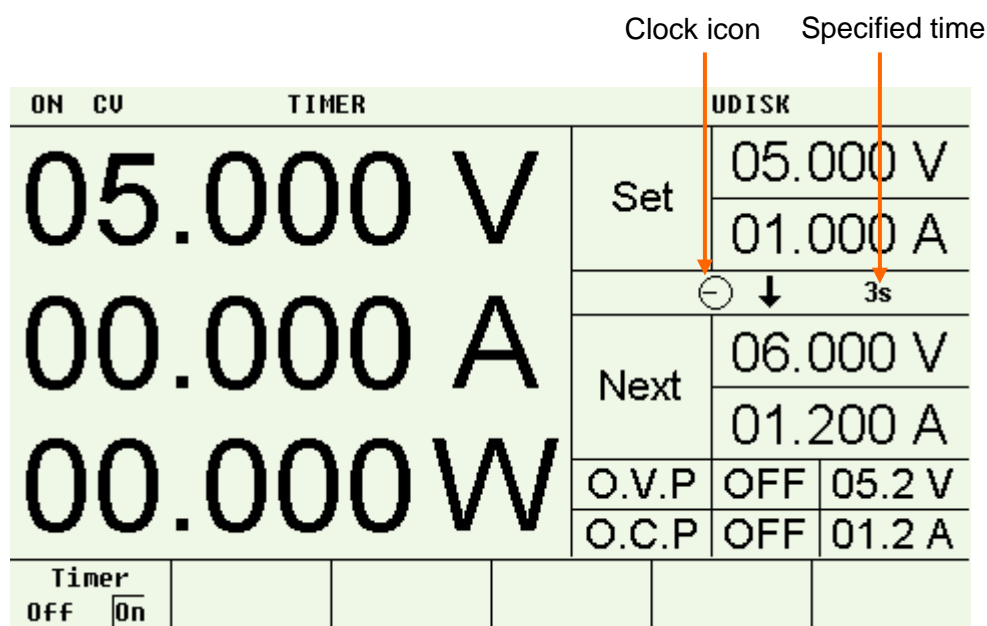 Clock icon Specified time
ON CV TIMER UDISK
05.000 V
00.000 A
00.000 W
Set
05.000 V
01.000 A
3s
Next
06.000 V
01.200 A
O.V.P OFF 05.2 V
O.C.P OFF 01.2 A
Timer
Off On